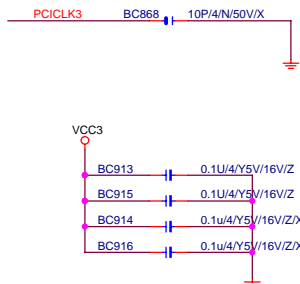 PCICLK3 BC868 10P/4/N/50V/X
VCC3
BC913 0.1U/4/Y5V/16V/Z
BC915 0.1U/4/Y5V/16V/Z
BC914 0.1u/4/Y5V/16V/Z/X
BC916 0.1u/4/Y5V/16V/Z/X